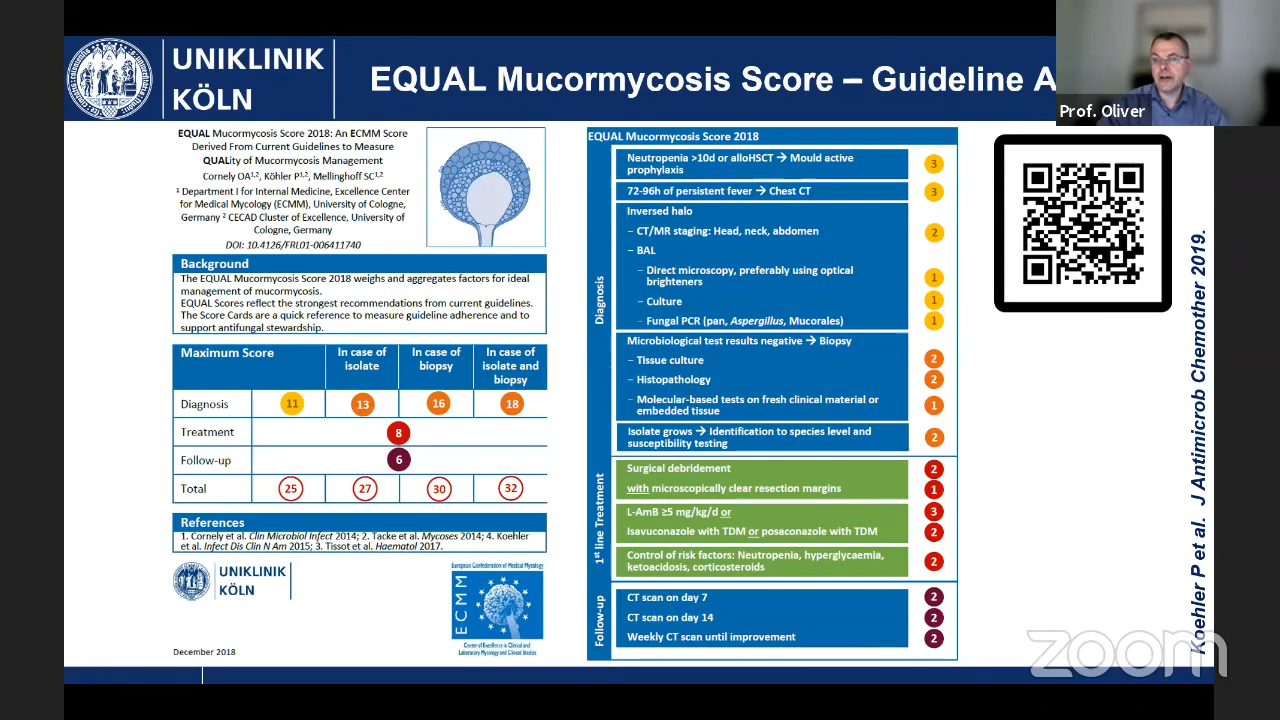 UNIKLINIK
KÖLN
EQUAL Mucormycosis Score – Guideline A
Prof. Oliver
EQUAL Mucormycosis Score 2018: An ECMM Score
Derived From Current Guidelines to Measure
QUALity of Mucormycosis Management
Cornely OA1,2, Köhler P1,2, Mellinghoff SC1,2
1 Department I for Internal Medicine, Excellence Center
for Medical Mycology (ECMM), University of Cologne,
Germany 2 CECAD Cluster of Excellence, University of
Cologne, Germany
DOI: 10.4126/FRL01-006411740
Background
The EQUAL Mucormycosis Score 2018 weighs and aggregates factors for ideal
management of mucormycosis.
EQUAL Scores reflect the strongest recommendations from current guidelines.
The Score Cards are a quick reference to measure guideline adherence and to
support antifungal stewardship.
Maximum Score
In case of
isolate
In case of
biopsy
In case of
isolate and
biopsy
Diagnosis 11 13 16 18
Treatment 8
Follow-up 6
Total 25 27 30 32
References
1. Cornely et al. Clin Microbiol Infect 2014; 2. Tacke et al. Mycoses 2014; 4. Koehler
et al. Infect Dis Clin N Am 2015; 3. Tissot et al. Haematol 2017.
UNIKLINIK
KÖLN
European Confederation of Medical Mycology
ECMM
Center of Excellence in Clinical and
Laboratory Mycology and Clinical Studies
December 2018
EQUAL Mucormycosis Score 2018
Diagnosis
Neutropenia >10d or alloHSCT → Mould active
prophylaxis 3
72-96h of persistent fever → Chest CT 3
Inversed halo
– CT/MR staging: Head, neck, abdomen 2
– BAL
– Direct microscopy, preferably using optical
brighteners 1
– Culture 1
– Fungal PCR (pan, Aspergillus, Mucorales) 1
Microbiological test results negative → Biopsy
– Tissue culture 2
– Histopathology 2
– Molecular-based tests on fresh clinical material or
embedded tissue 1
Isolate grows → Identification to species level and
susceptibility testing 2
1st line Treatment
Surgical debridement 2
with microscopically clear resection margins 1
L-AmB ≥5 mg/kg/d or 3
Isavuconazole with TDM or posaconazole with TDM 2
Control of risk factors: Neutropenia, hyperglycaemia,
ketoacidosis, corticosteroids 2
Follow-up
CT scan on day 7 2
CT scan on day 14 2
Weekly CT scan until improvement 2
Koehler P et al. J Antimicrob Chemother 2019.
zoom